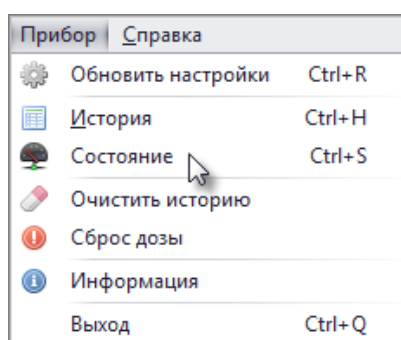 Прибор Справка
Обновить настройки Ctrl+R
История Ctrl+H
Состояние Ctrl+S
Очистить историю
Сброс дозы
Информация
Выход Ctrl+Q